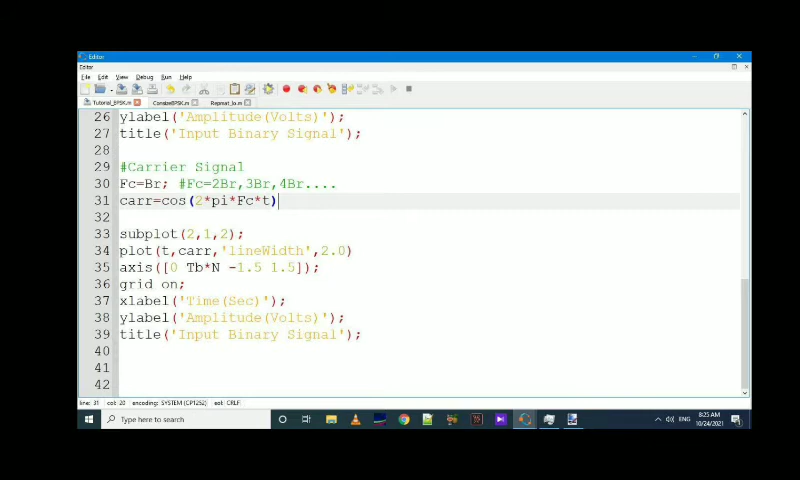 Editor
Editor
File Edit View Debug Run Help
Tutorial_BPSK.m ConsizeBPSK.m Repmat_lo.m
26 ylabel('Amplitude(Volts)');
27 title('Input Binary Signal');
28
29 #Carrier Signal
30 Fc=Br; #Fc=2Br,3Br,4Br....
31 carr=cos(2*pi*Fc*t)
32
33 subplot(2,1,2);
34 plot(t,carr,'lineWidth',2.0)
35 axis([0 Tb*N -1.5 1.5]);
36 grid on;
37 xlabel('Time(Sec)');
38 ylabel('Amplitude(Volts)');
39 title('Input Binary Signal');
40
41
42
line: 31 col: 20 encoding: SYSTEM (CP1252) eol: CRLF
Type here to search
ENG
8:25 AM
10/24/2021